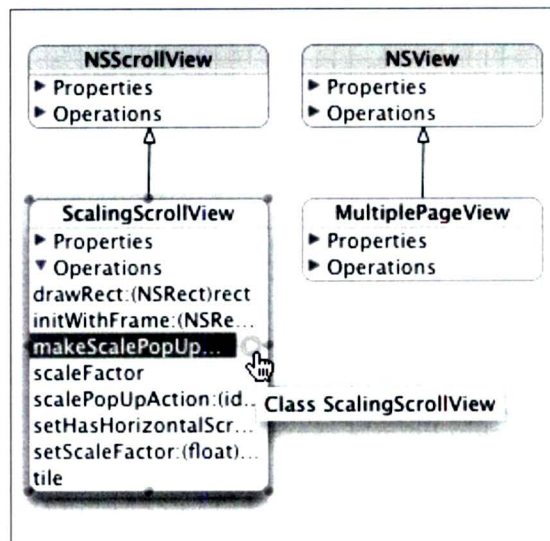 NSScrollView
Properties
Operations
NSView
Properties
Operations
ScalingScrollView
Properties
Operations
drawRect:(NSRect)rect
initWithFrame:(NSRe...
makeScalePopUp...
scaleFactor
scalePopUpAction:(id...
setHasHorizontalScr...
setScaleFactor:(float)...
tile
MultiplePageView
Properties
Operations
Class ScalingScrollView